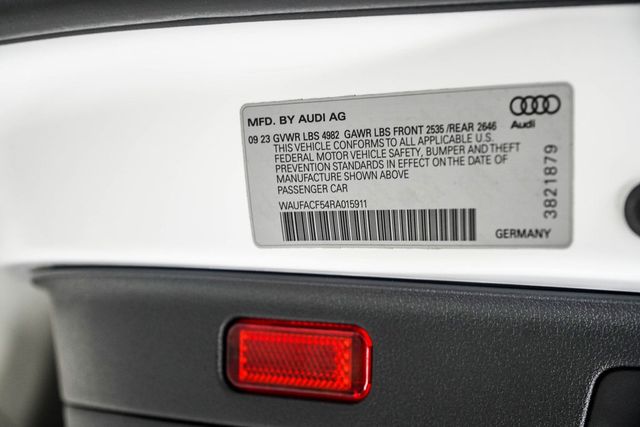 MFD. BY AUDI AG
Audi
09 23 GVWR LBS 4982 GAWR LBS FRONT 2535 /REAR 2646
THIS VEHICLE CONFORMS TO ALL APPLICABLE U.S.
FEDERAL MOTOR VEHICLE SAFETY, BUMPER AND THEFT
PREVENTION STANDARDS IN EFFECT ON THE DATE OF
MANUFACTURE SHOWN ABOVE
PASSENGER CAR
WAUFACF54RA015911
3821879
GERMANY